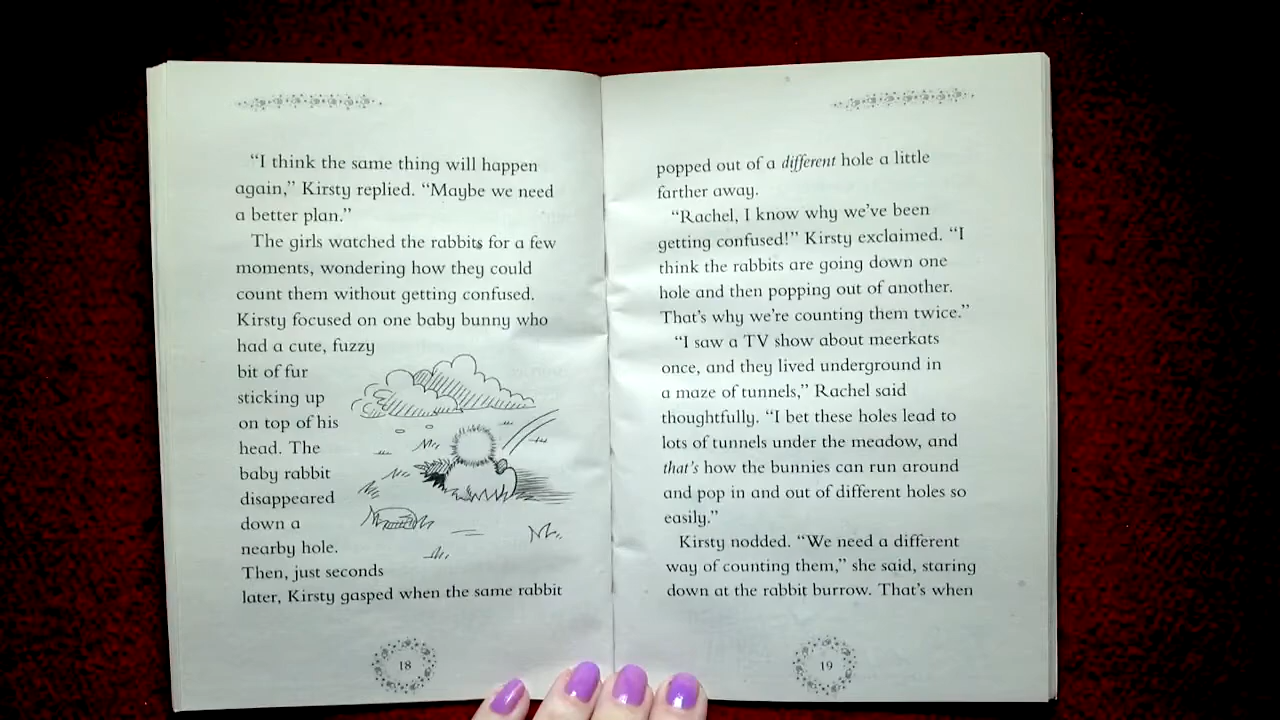 “I think the same thing will happen
again,” Kirsty replied. “Maybe we need
a better plan.”
The girls watched the rabbits for a few
moments, wondering how they could
count them without getting confused.
Kirsty focused on one baby bunny who
had a cute, fuzzy
bit of fur
sticking up
on top of his
head. The
baby rabbit
disappeared
down a
nearby hole.
Then, just seconds
later, Kirsty gasped when the same rabbit
18
popped out of a different hole a little
farther away.
“Rachel, I know why we’ve been
getting confused!” Kirsty exclaimed. “I
think the rabbits are going down one
hole and then popping out of another.
That’s why we’re counting them twice.”
“I saw a TV show about meerkats
once, and they lived underground in
a maze of tunnels,” Rachel said
thoughtfully. “I bet these holes lead to
lots of tunnels under the meadow, and
that’s how the bunnies can run around
and pop in and out of different holes so
easily.”
Kirsty nodded. “We need a different
way of counting them,” she said, staring
down at the rabbit burrow. That’s when
19